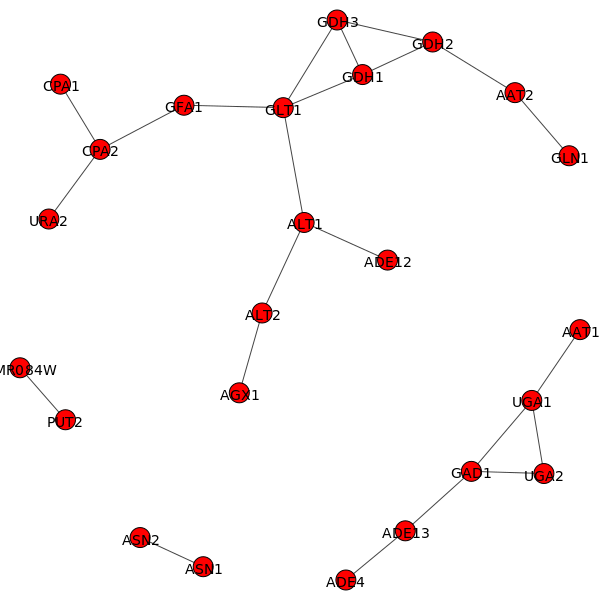 GDH3
GDH2
GDH1
CPA1
AAT2
GFA1
GLT1
CPA2
GLN1
URA2
ALT1
ADE12
ALT2
AAT1
MR084W
AGX1
UGA1
PUT2
GAD1
UGA2
ADE13
ASN2
ASN1
ADE4